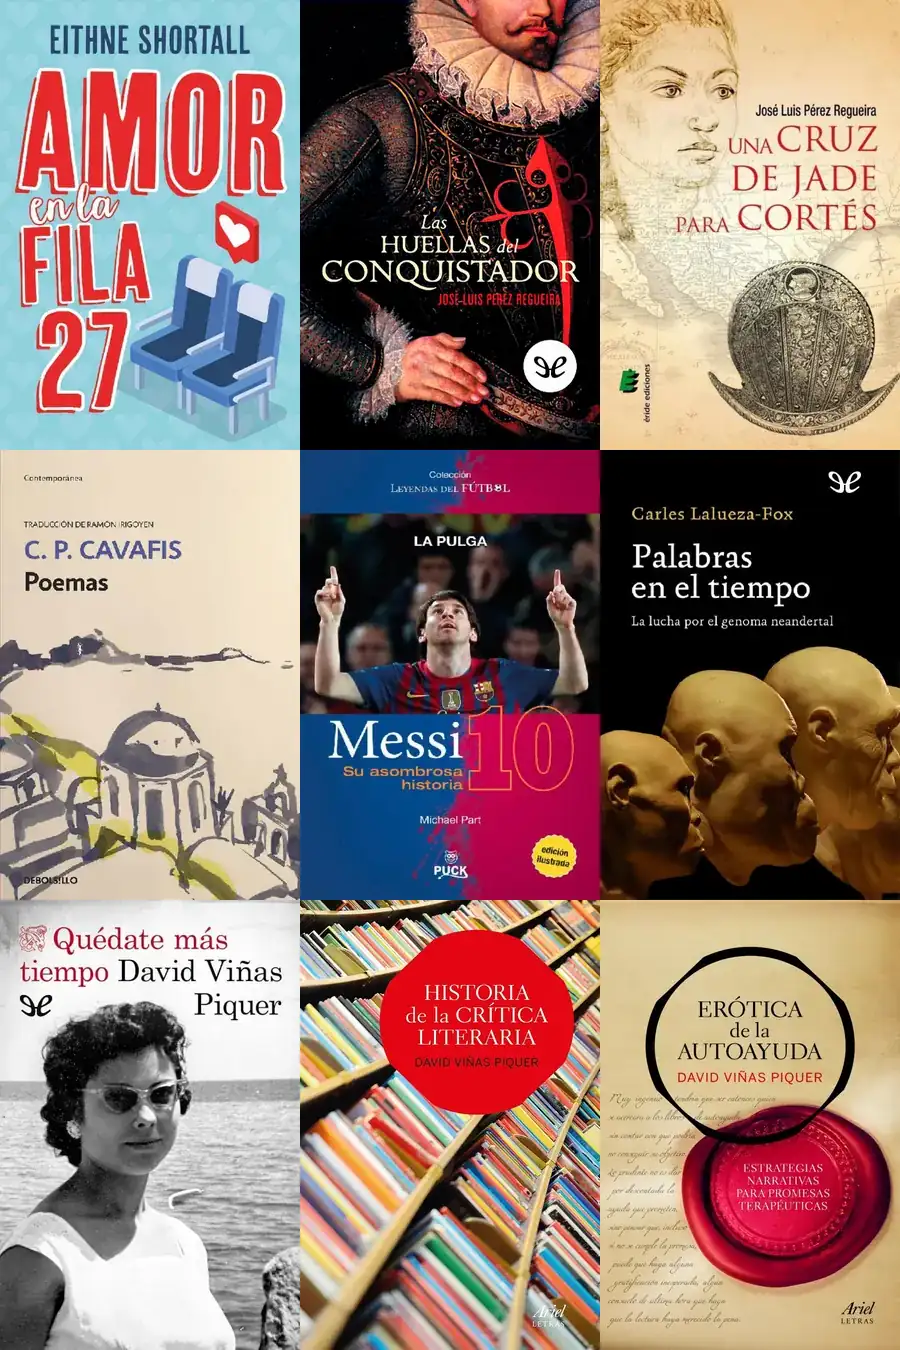 EITHNE SHORTALL
AMOR
en la
FILA
27
Las
HUELLAS del
CONQUISTADOR
JOSÉ-LUIS PÉREZ REGUEIRA
José Luis Pérez Regueira
UNA CRUZ
DE JADE
PARA CORTÉS
éride ediciones
Contemporánea
TRADUCCIÓN DE RAMÓN IRIGOYEN
C. P. CAVAFIS
Poemas
DEBOLS!LLO
Colección
LEYENDAS DEL FÚTBOL
LA PULGA
Messi 10
Su asombrosa
historia
Michael Part
PUCK
edición
ilustrada
Carles Lalueza-Fox
Palabras
en el tiempo
La lucha por el genoma neandertal
Quédate más
tiempo David Viñas
Piquer
HISTORIA
de la CRÍTICA
LITERARIA
DAVID VIÑAS PIQUER
Ariel
LETRAS
ERÓTICA
de la
AUTOAYUDA
DAVID VIÑAS PIQUER
ESTRATEGIAS
NARRATIVAS
PARA PROMESAS
TERAPÉUTICAS
Ariel
LETRAS